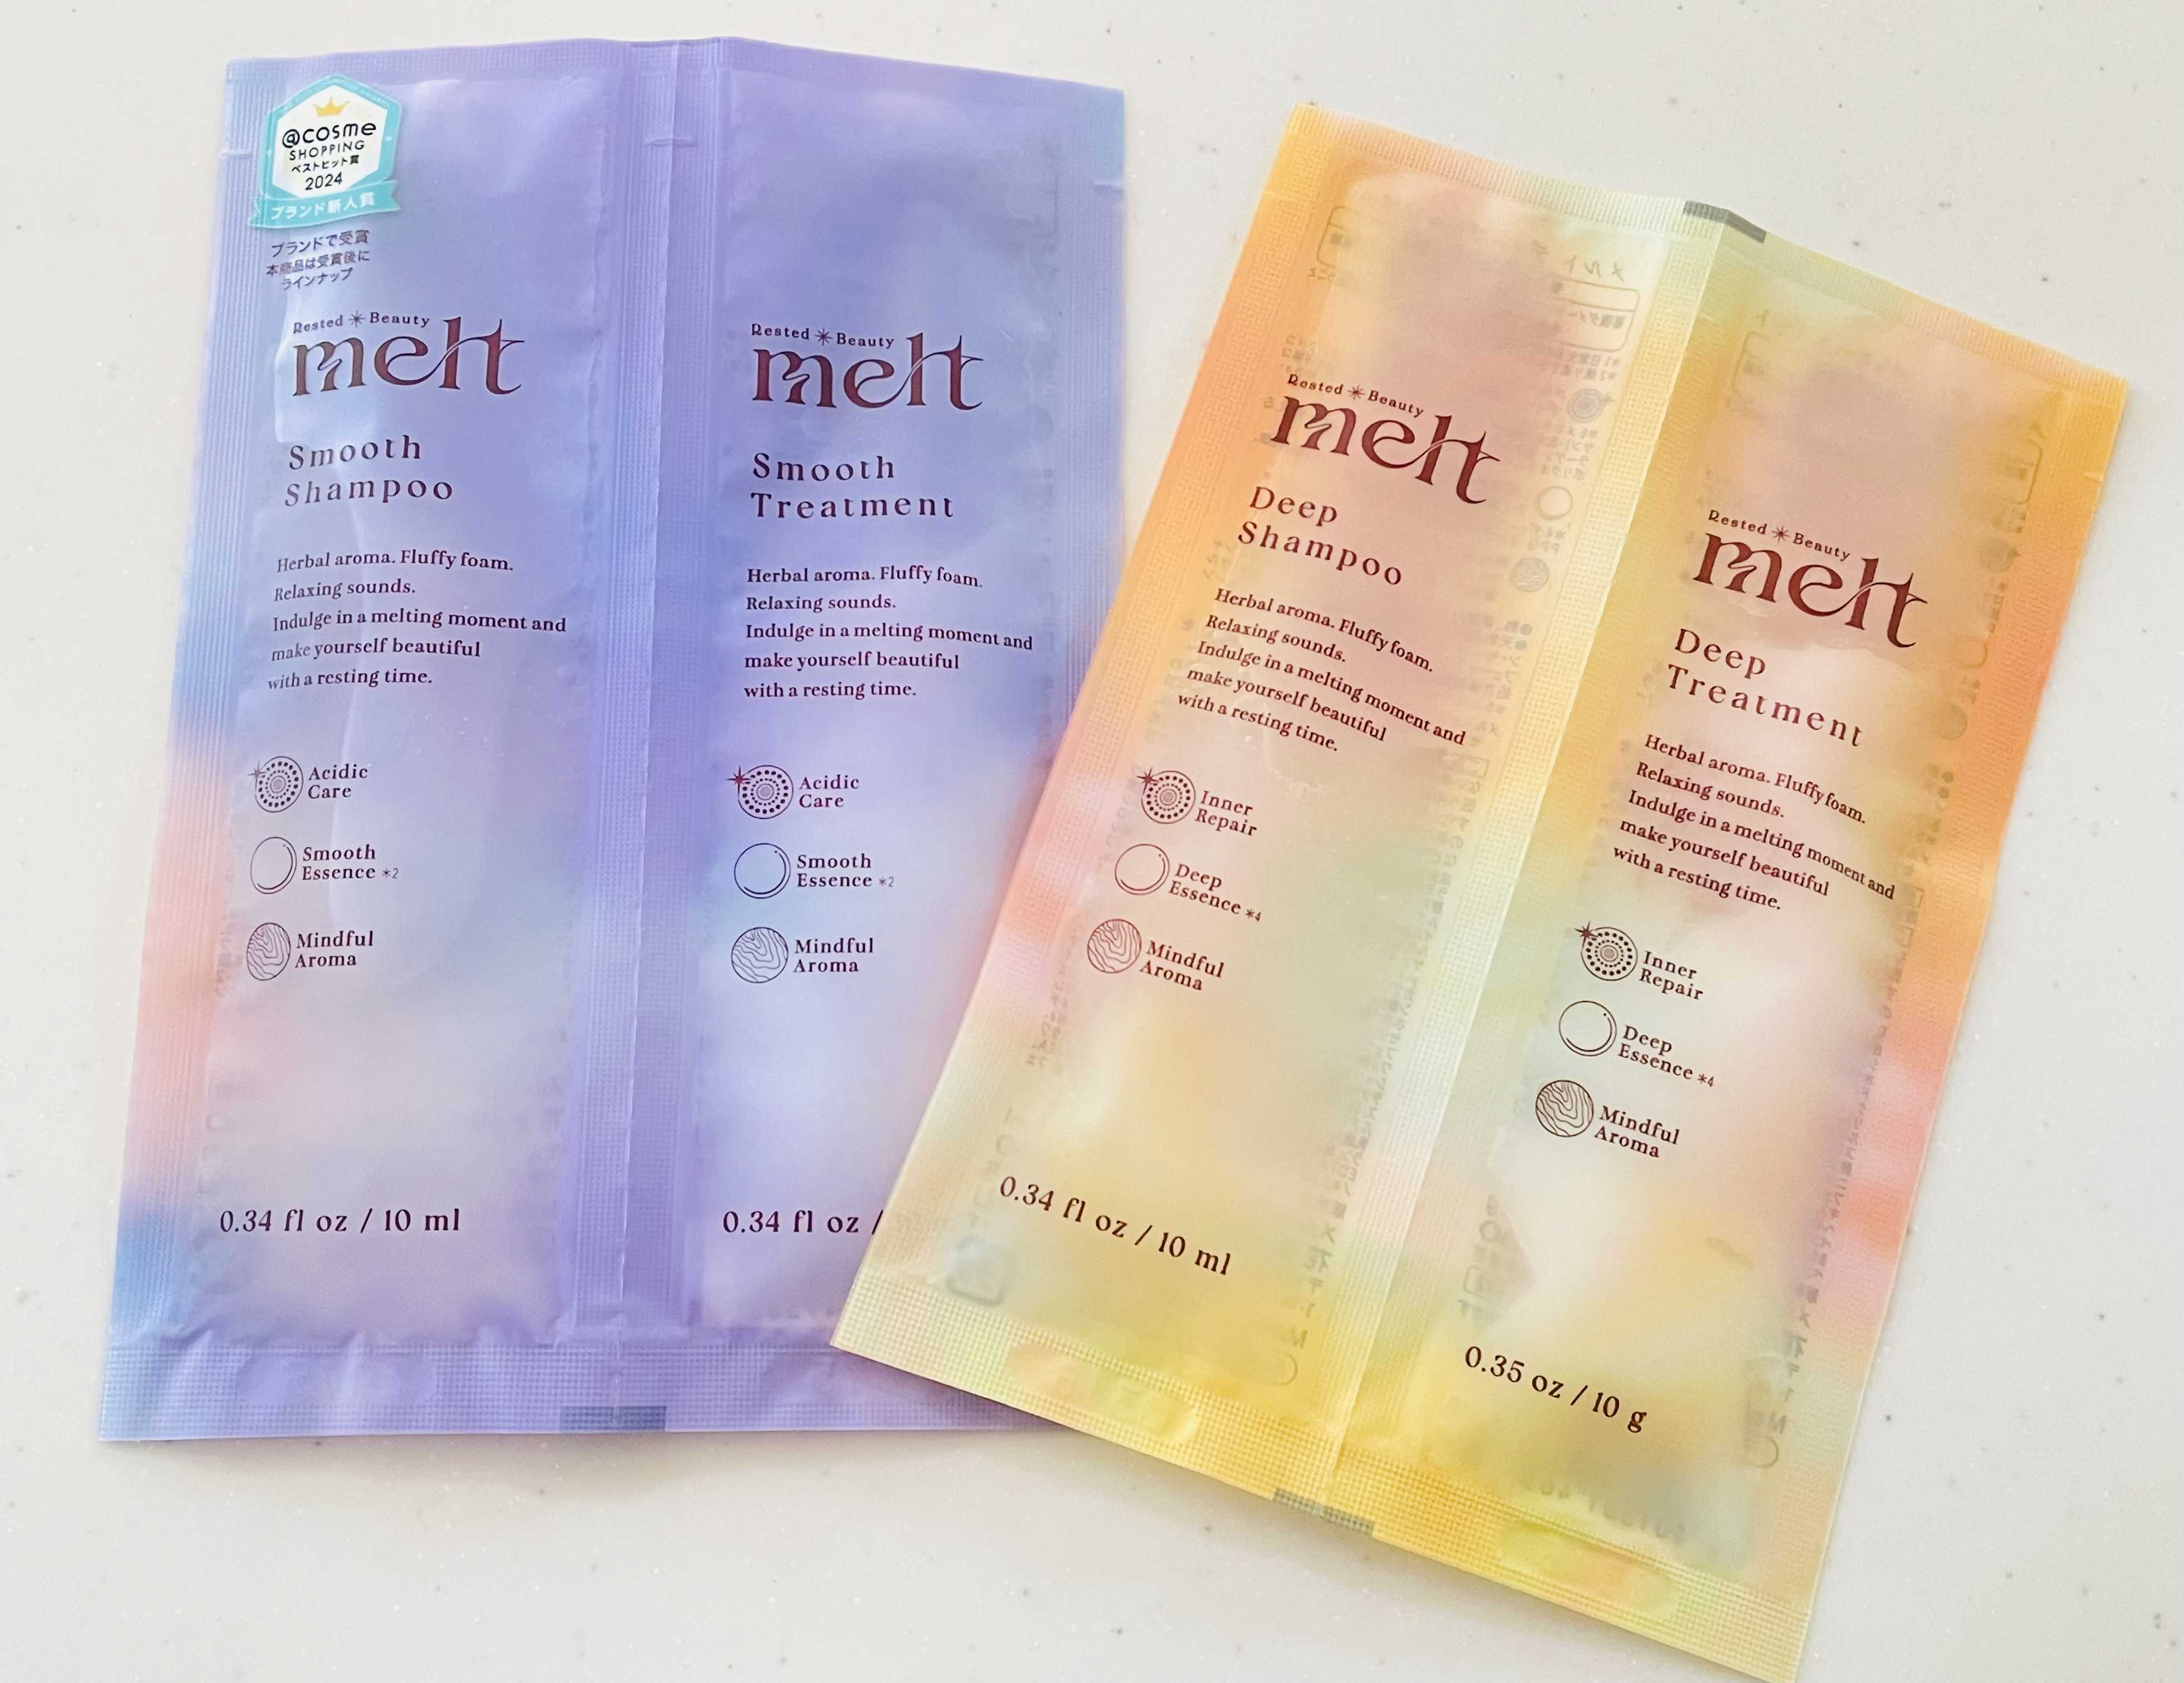 @cosme
SHOPPING
ベストヒット賞
2024
ブランド新人賞
ブランドで受賞
本商品は受賞後に
ラインナップ
Rested Beauty
melt
Smooth
Shampoo
Herbal aroma. Fluffy foam.
Relaxing sounds.
Indulge in a melting moment and
make yourself beautiful
with a resting time.
Acidic
Care
Smooth
Essence *2
Mindful
Aroma
0.34 fl oz / 10 ml
Rested Beauty
melt
Smooth
Treatment
Herbal aroma. Fluffy foam.
Relaxing sounds.
Indulge in a melting moment and
make yourself beautiful
with a resting time.
Acidic
Care
Smooth
Essence *2
Mindful
Aroma
0.34 fl oz /
Rested Beauty
melt
Deep
Shampoo
Herbal aroma. Fluffy foam.
Relaxing sounds.
Indulge in a melting moment and
make yourself beautiful
with a resting time.
Inner
Repair
Deep
Essence *4
Mindful
Aroma
0.34 fl oz / 10 ml
Rested Beauty
melt
Deep
Treatment
Herbal aroma. Fluffy foam.
Relaxing sounds.
Indulge in a melting moment and
make yourself beautiful
with a resting time.
Inner
Repair
Deep
Essence *4
Mindful
Aroma
0.35 oz / 10 g